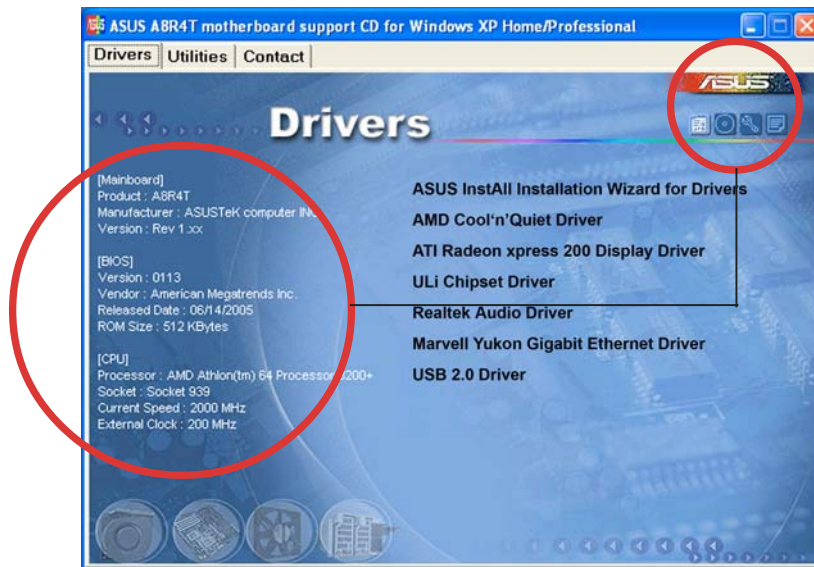 ASUS A8R4T motherboard support CD for Windows XP Home/Professional
Drivers Utilities Contact
ASUS
Drivers
[Mainboard]
Product : A8R4T
Manufacturer : ASUSTeK computer INC
Version : Rev 1.xx
[BIOS]
Version : 0113
Vendor : American Megatrends Inc.
Released Date : 06/14/2005
ROM Size : 512 KBytes
[CPU]
Processor : AMD Athlon(tm) 64 Processor 3200+
Socket : Socket 939
Current Speed : 2000 MHz
External Clock : 200 MHz
ASUS InstAll Installation Wizard for Drivers
AMD Cool'n'Quiet Driver
ATI Radeon xpress 200 Display Driver
ULi Chipset Driver
Realtek Audio Driver
Marvell Yukon Gigabit Ethernet Driver
USB 2.0 Driver